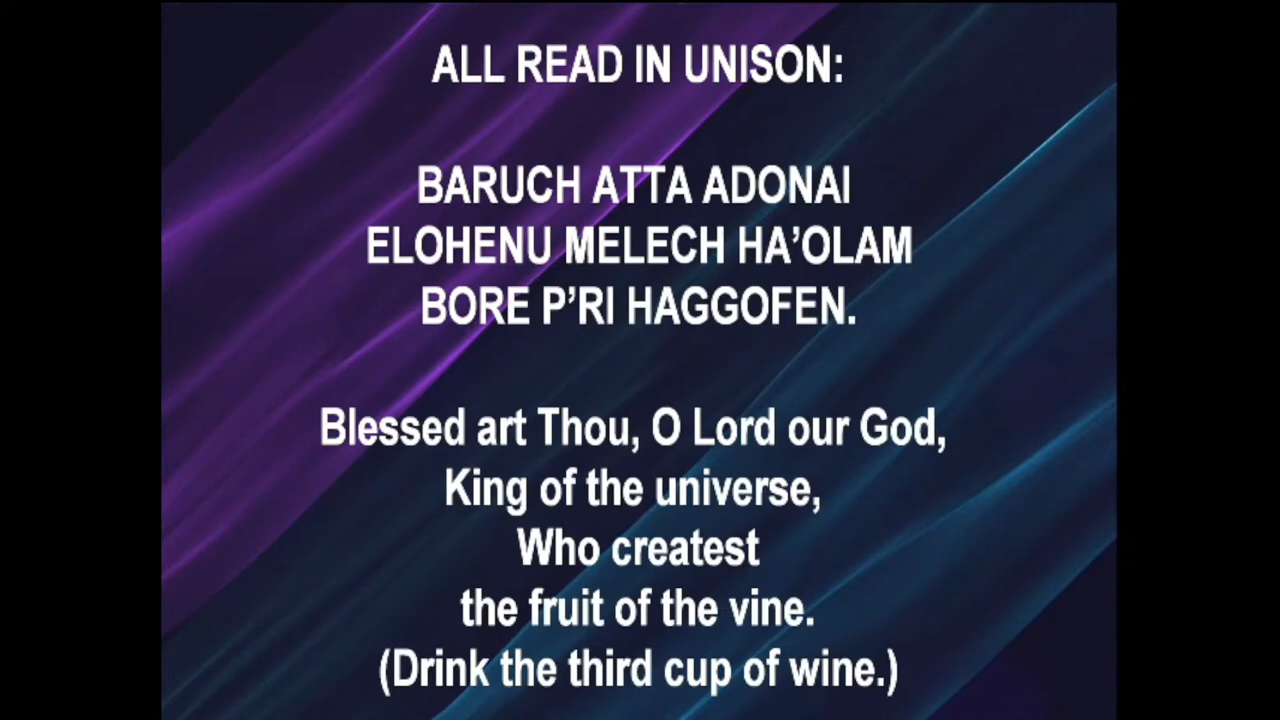 ALL READ IN UNISON:
BARUCH ATTA ADONAI
ELOHENU MELECH HA’OLAM
BORE P’RI HAGGOFEN.
Blessed art Thou, O Lord our God,
King of the universe,
Who createst
the fruit of the vine.
(Drink the third cup of wine.)